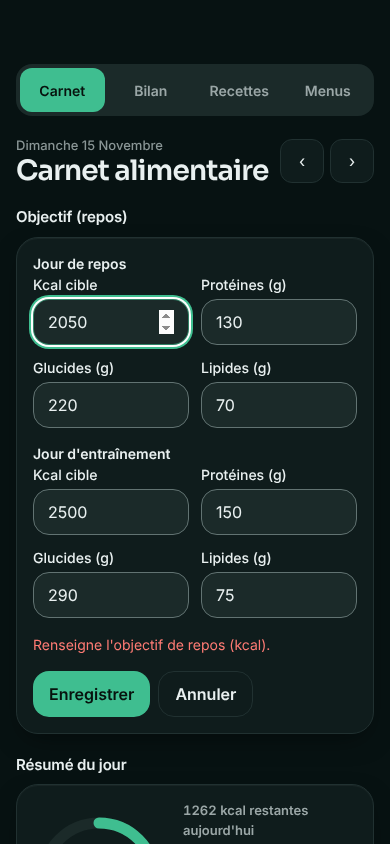 Carnet Bilan Recettes Menus
Dimanche 15 Novembre
Carnet alimentaire
‹ ›
Objectif (repos)
Jour de repos
Kcal cible Protéines (g)
2050 130
Glucides (g) Lipides (g)
220 70
Jour d'entraînement
Kcal cible Protéines (g)
2500 150
Glucides (g) Lipides (g)
290 75
Renseigne l'objectif de repos (kcal).
Enregistrer Annuler
Résumé du jour
1262 kcal restantes
aujourd'hui